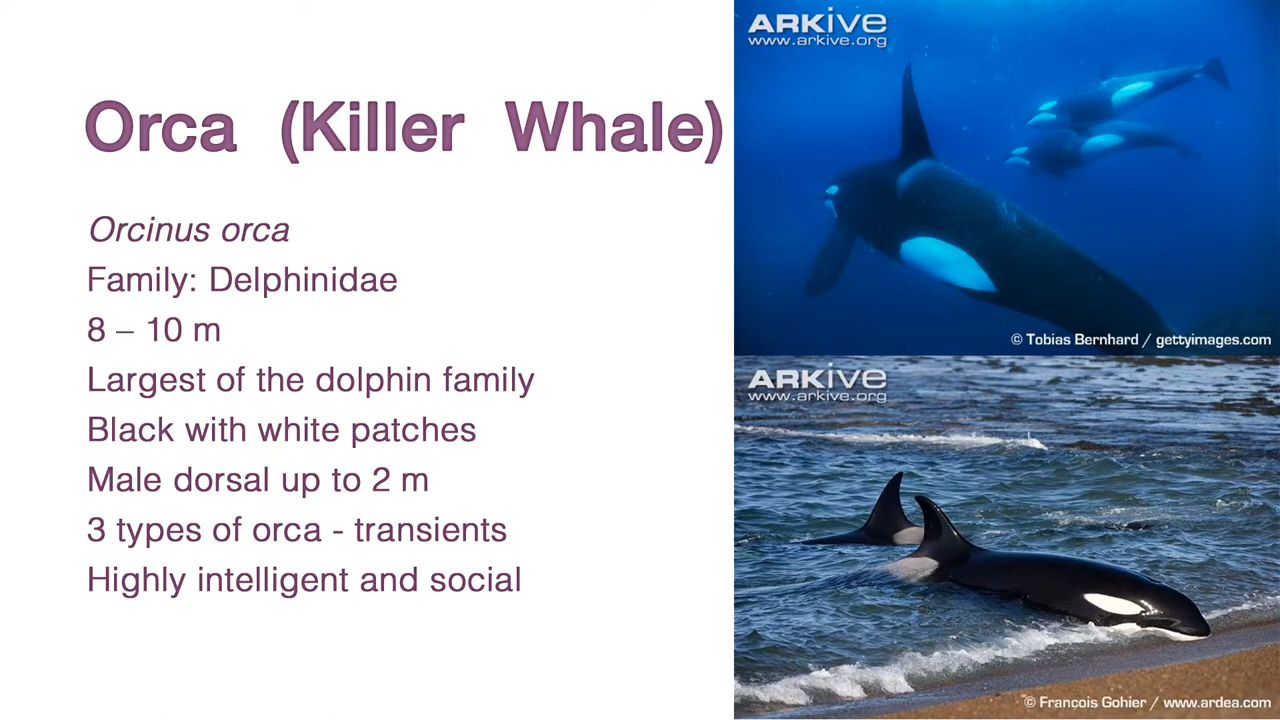 Orca (Killer Whale)
Orcinus orca
Family: Delphinidae
8 – 10 m
Largest of the dolphin family
Black with white patches
Male dorsal up to 2 m
3 types of orca - transients
Highly intelligent and social
ARKive
www.arkive.org
© Tobias Bernhard / gettyimages.com
ARKive
www.arkive.org
© François Gohier / www.ardea.com